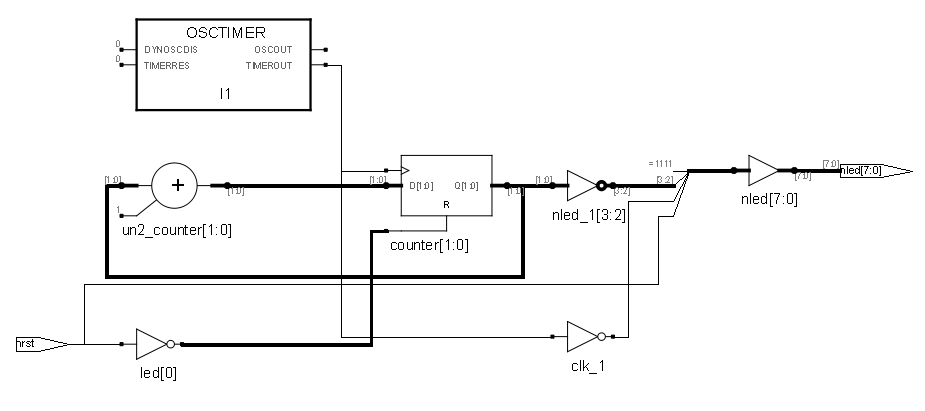 OSCTIMER
0 DYNOSCDIS OSCOUT
0 TIMERRES TIMEROUT
I1
=1111
[7:0]
nled[7:0]
[1:0] [1:0] [1:0] D[1:0] Q[1:0] [1:0] [3:2] [3:2] [7:0]
1
R
nled_1[3:2]
nled[7:0]
un2_counter[1:0]
counter[1:0]
nrst
led[0]
clk_1